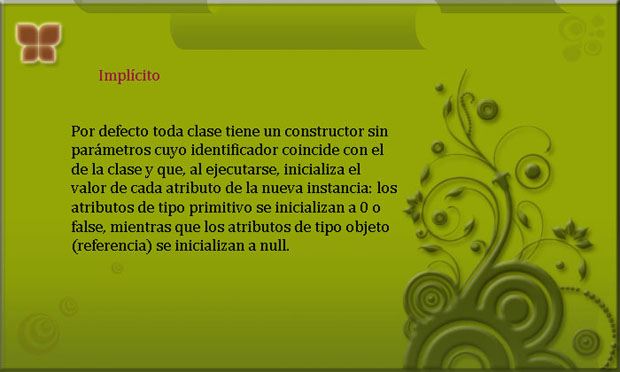 Implícito
Por defecto toda clase tiene un constructor sin
parámetros cuyo identificador coincide con el
de la clase y que, al ejecutarse, inicializa el
valor de cada atributo de la nueva instancia: los
atributos de tipo primitivo se inicializan a 0 o
false, mientras que los atributos de tipo objeto
(referencia) se inicializan a null.